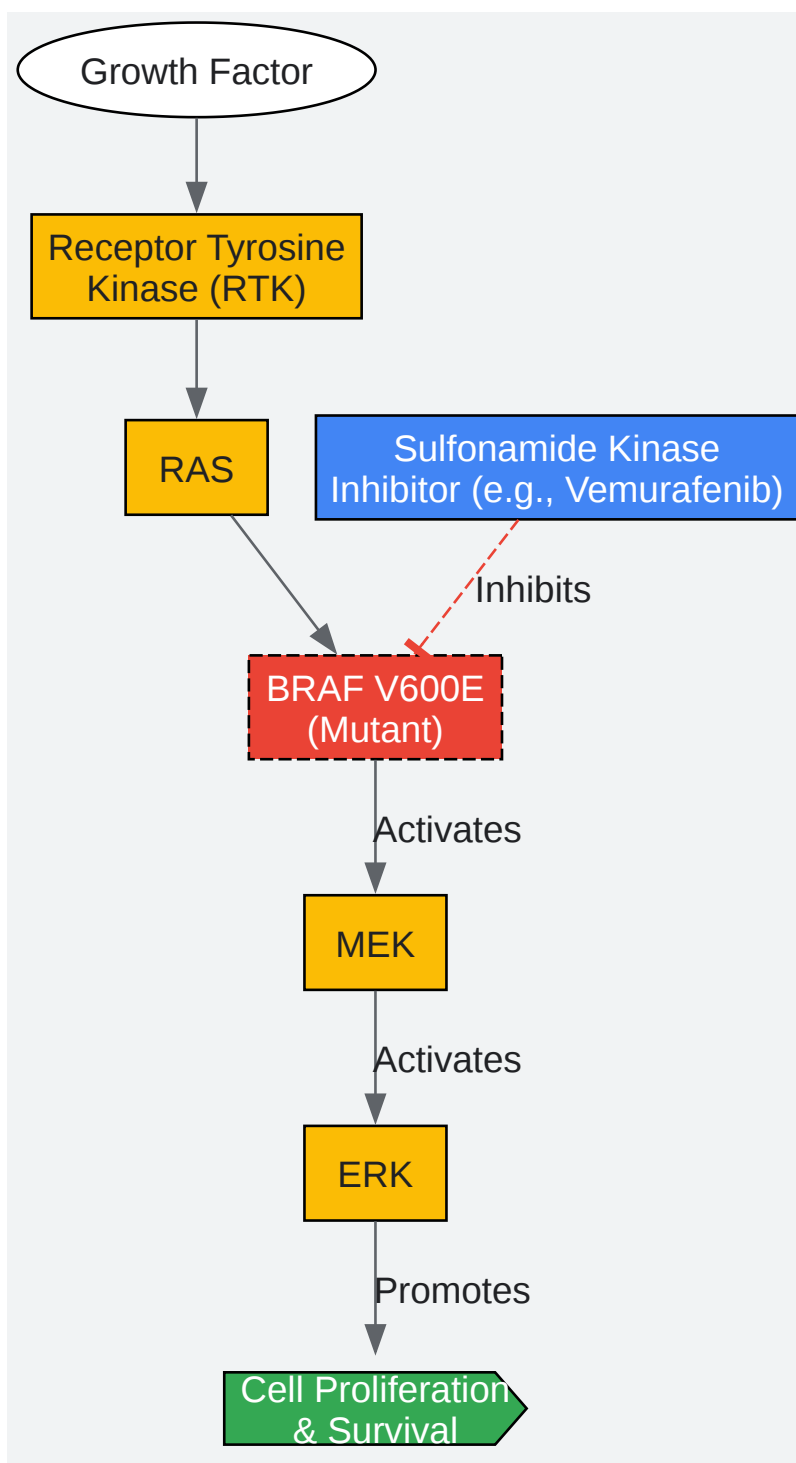 Growth Factor
Receptor Tyrosine
Kinase (RTK)
RAS
Sulfonamide Kinase
Inhibitor (e.g., Vemurafenib)
Inhibits
BRAF V600E
(Mutant)
Activates
MEK
Activates
ERK
Promotes
Cell Proliferation
& Survival